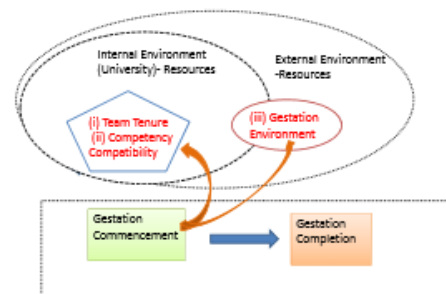 Internal Environment
(University)- Resources
External Environment
-Resources
(i) Team Tenure
(ii) Competency
Compatibility
(iii) Gestation
Environment
Gestation
Commencement
Gestation
Completion